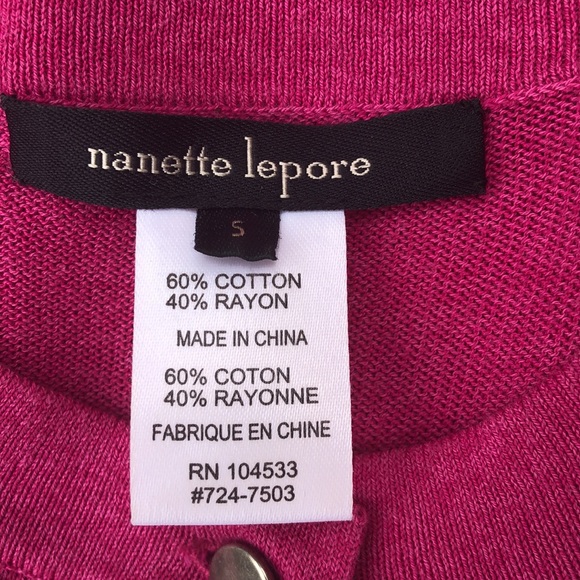 nanette lepore
S
60% COTTON
40% RAYON
MADE IN CHINA
60% COTON
40% RAYONNE
FABRIQUE EN CHINE
RN 104533
#724-7503